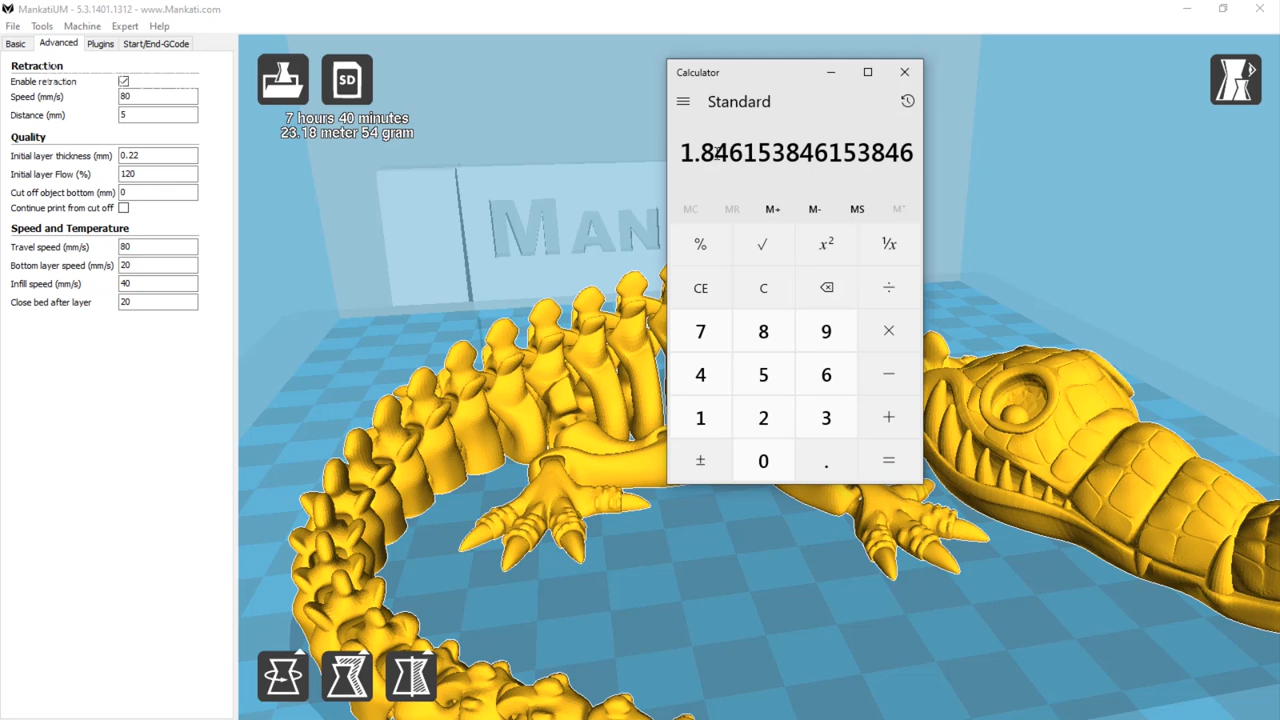 MankatiUM - 5.3.1401.1312 - www.Mankati.com
File Tools Machine Expert Help
Basic Advanced Plugins Start/End-GCode
Retraction
Enable retraction
Speed (mm/s) 80
Distance (mm) 5
Quality
Initial layer thickness (mm) 0.22
Initial layer Flow (%) 120
Cut off object bottom (mm) 0
Continue print from cut off
Speed and Temperature
Travel speed (mm/s) 80
Bottom layer speed (mm/s) 20
Infill speed (mm/s) 40
Close bed after layer 20
SD
7 hours 40 minutes
23.18 meter 54 gram
MAN
Calculator
Standard
1.846153846153846
MC MR M+ M- MS M˅
% √ x² ¹/x
CE C ÷
7 8 9 ×
4 5 6 −
1 2 3 +
± 0 . =